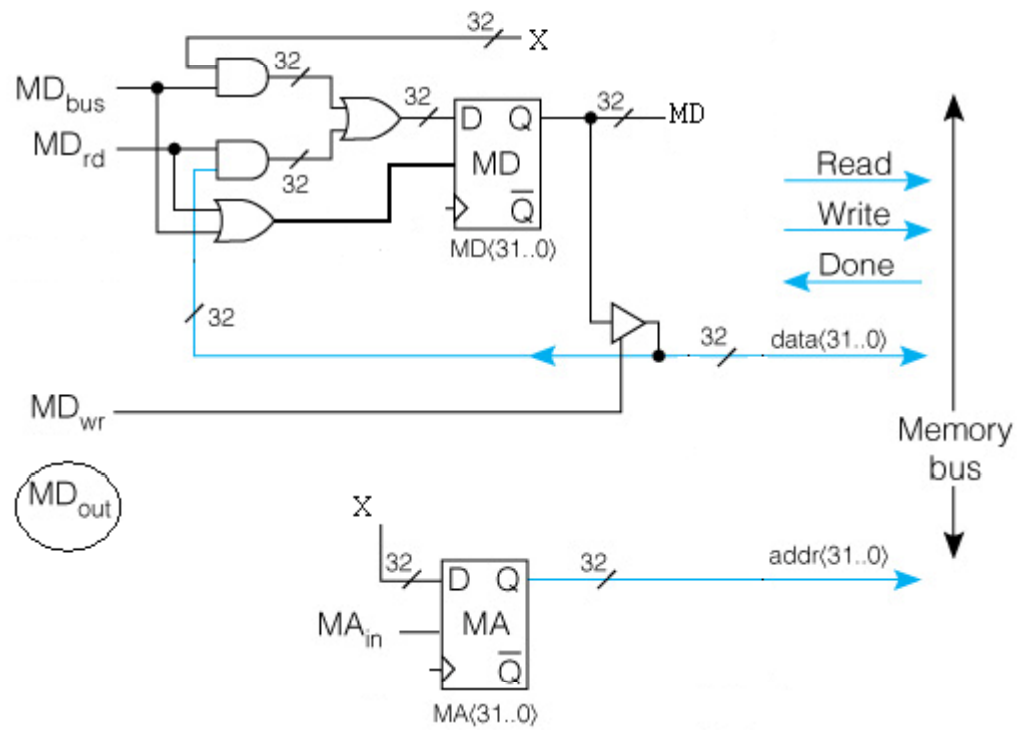 32
X
MDbus
32
32
MDrd
32
D Q
MD
Q
MD⟨31..0⟩
32
MD
32
Read
Write
Done
32
32
data⟨31..0⟩
MDwr
Memory
bus
MDout
X
32
D Q
MA
Q
MA⟨31..0⟩
MAin
32
addr⟨31..0⟩